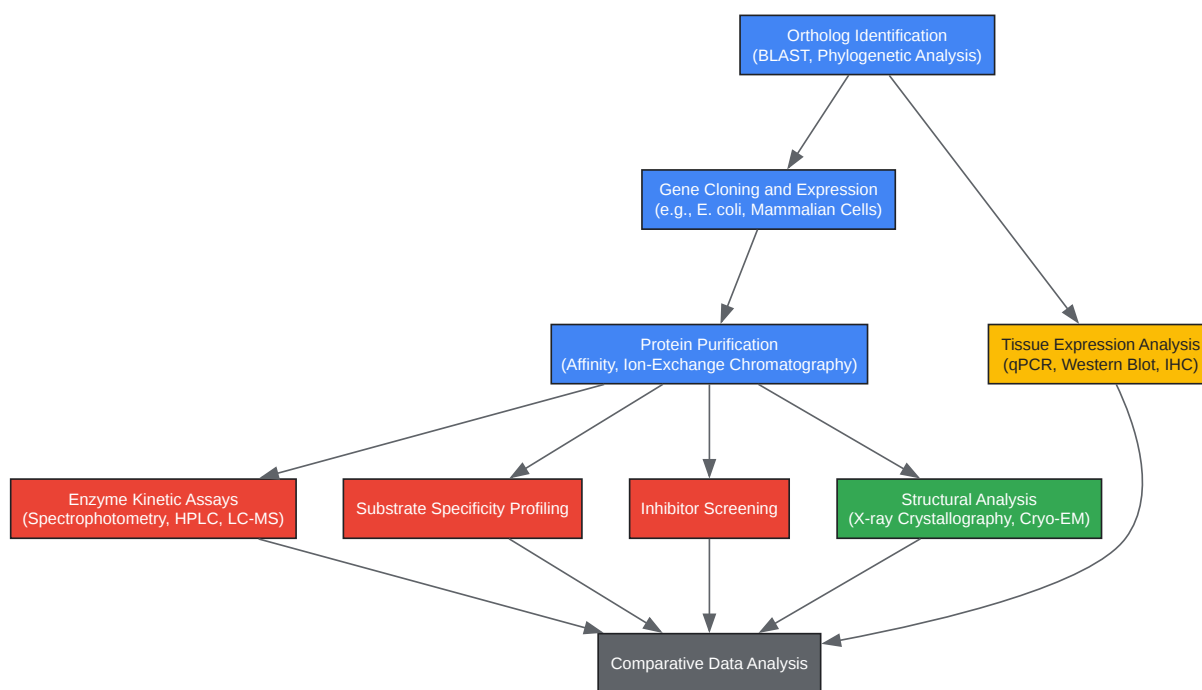 Ortholog Identification
(BLAST, Phylogenetic Analysis)
Gene Cloning and Expression
(e.g., E. coli, Mammalian Cells)
Protein Purification
(Affinity, Ion-Exchange Chromatography)
Tissue Expression Analysis
(qPCR, Western Blot, IHC)
Enzyme Kinetic Assays
(Spectrophotometry, HPLC, LC-MS)
Substrate Specificity Profiling
Inhibitor Screening
Structural Analysis
(X-ray Crystallography, Cryo-EM)
Comparative Data Analysis